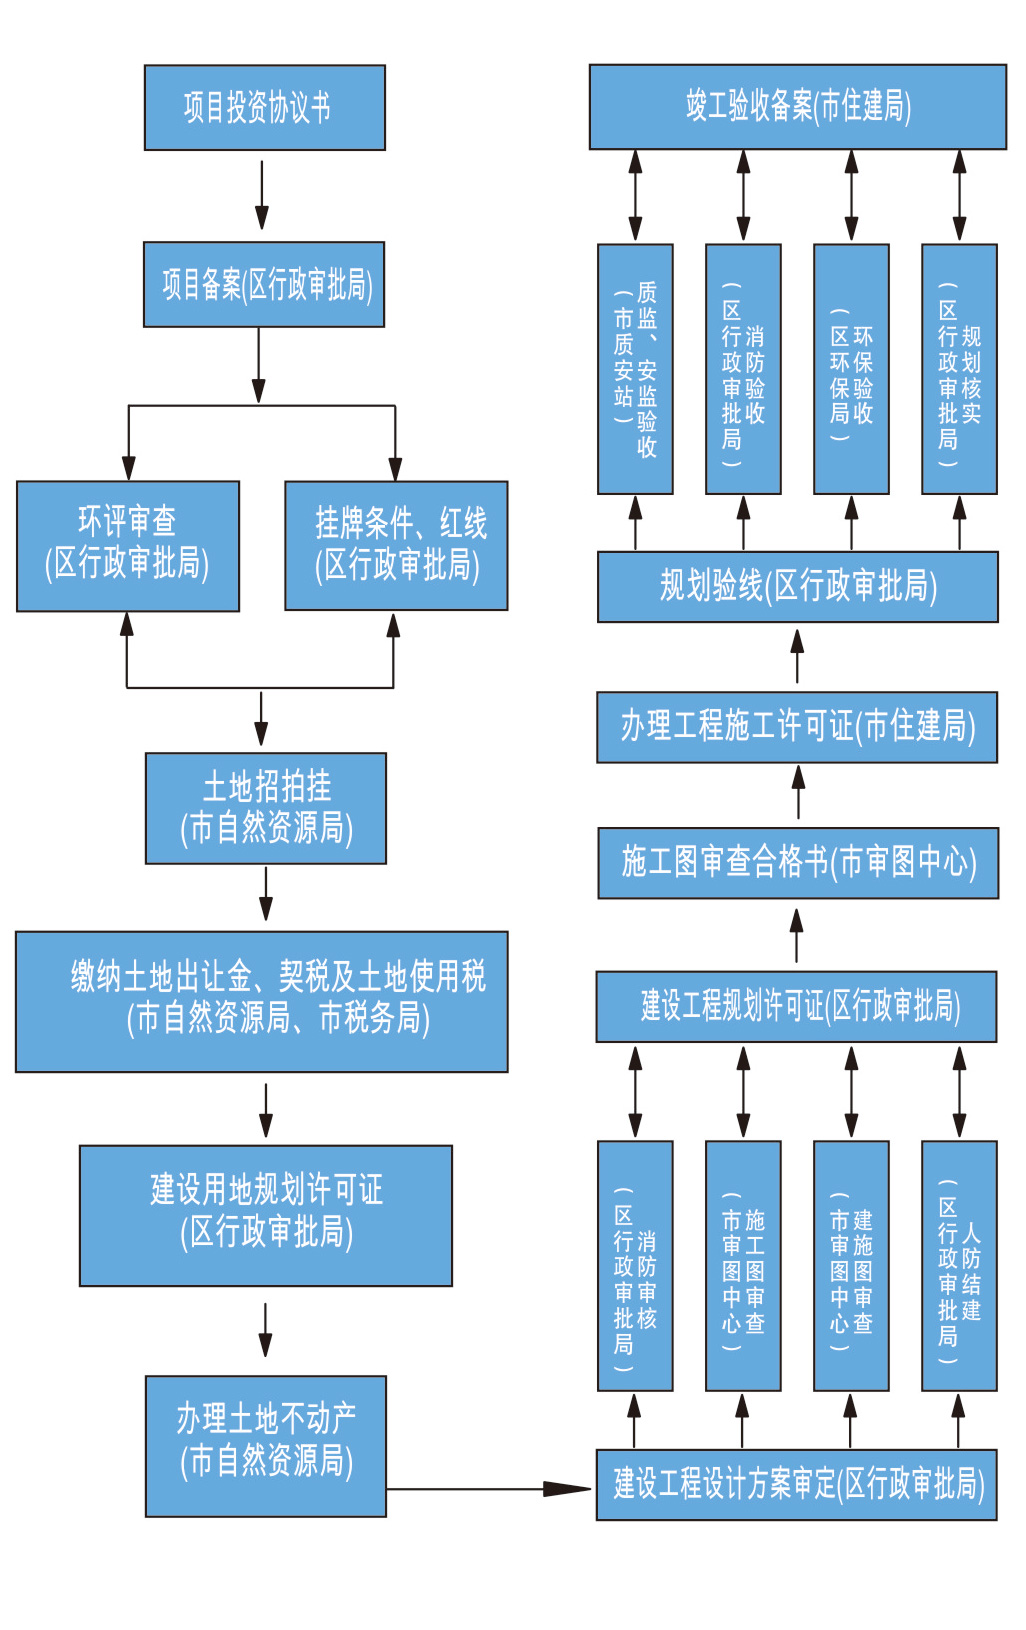 项目投资协议书
项目备案(区行政审批局)
环评审查
(区行政审批局)
挂牌条件、红线
(区行政审批局)
土地招拍挂
(市自然资源局)
缴纳土地出让金、契税及土地使用税
(市自然资源局、市税务局)
建设用地规划许可证
(区行政审批局)
办理土地不动产
(市自然资源局)
竣工验收备案(市住建局)
质监、安监验收
(市质安站)
消防验收
(区行政审批局)
环保验收
(区环保局)
规划核实
(区行政审批局)
规划验线(区行政审批局)
办理工程施工许可证(市住建局)
施工图审查合格书(市审图中心)
建设工程规划许可证(区行政审批局)
消防审核
(区行政审批局)
施工图审查
(市审图中心)
建施图审查
(市审图中心)
人防结建
(区行政审批局)
建设工程设计方案审定(区行政审批局)